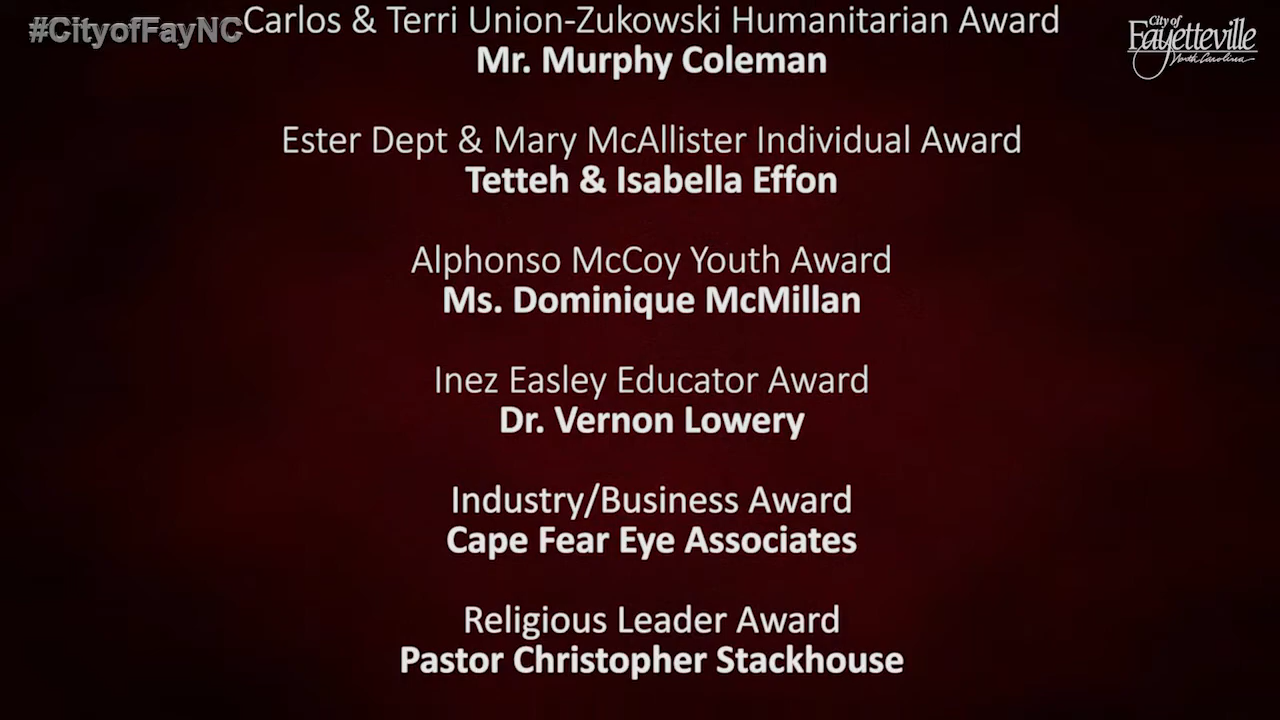 #CityofFayNC
City of
Fayetteville
North Carolina
Carlos & Terri Union-Zukowski Humanitarian Award
Mr. Murphy Coleman
Ester Dept & Mary McAllister Individual Award
Tetteh & Isabella Effon
Alphonso McCoy Youth Award
Ms. Dominique McMillan
Inez Easley Educator Award
Dr. Vernon Lowery
Industry/Business Award
Cape Fear Eye Associates
Religious Leader Award
Pastor Christopher Stackhouse